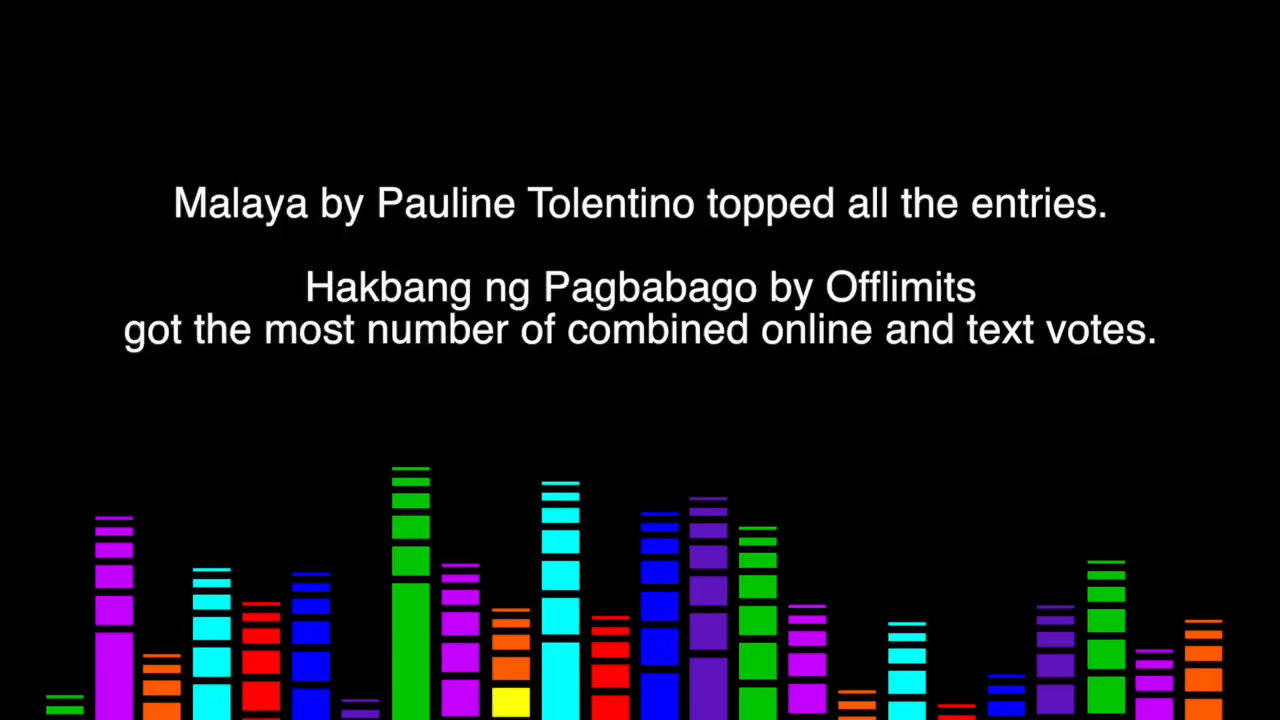 Malaya by Pauline Tolentino topped all the entries.
Hakbang ng Pagbabago by Offlimits
got the most number of combined online and text votes.